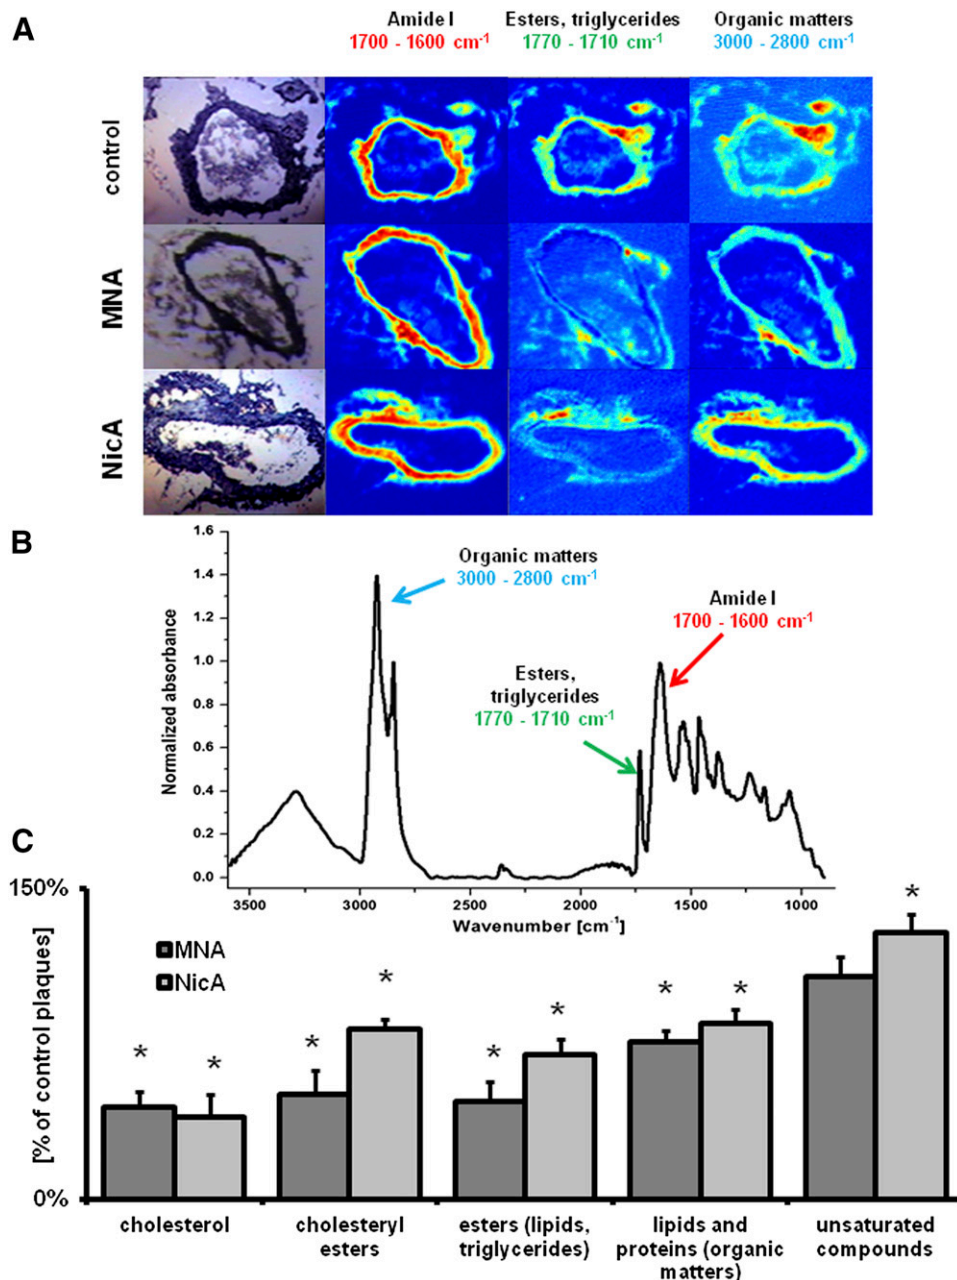 A
Amide I
1700 - 1600 cm⁻¹
Esters, triglycerides
1770 - 1710 cm⁻¹
Organic matters
3000 - 2800 cm⁻¹
control
MNA
NicA
B
Normalized absorbance
1.6
1.4
1.2
1.0
0.8
0.6
0.4
0.2
0.0
Organic matters
3000 - 2800 cm⁻¹
Esters,
triglycerides
1770 - 1710 cm⁻¹
Amide I
1700 - 1600 cm⁻¹
3500
3000
2500
2000
1500
1000
Wavenumber [cm⁻¹]
C
[% of control plaques]
150%
0%
MNA
NicA
* * * * * * * * *
cholesterol
cholesteryl
esters
esters (lipids,
triglycerides)
lipids and
proteins (organic
matters)
unsaturated
compounds